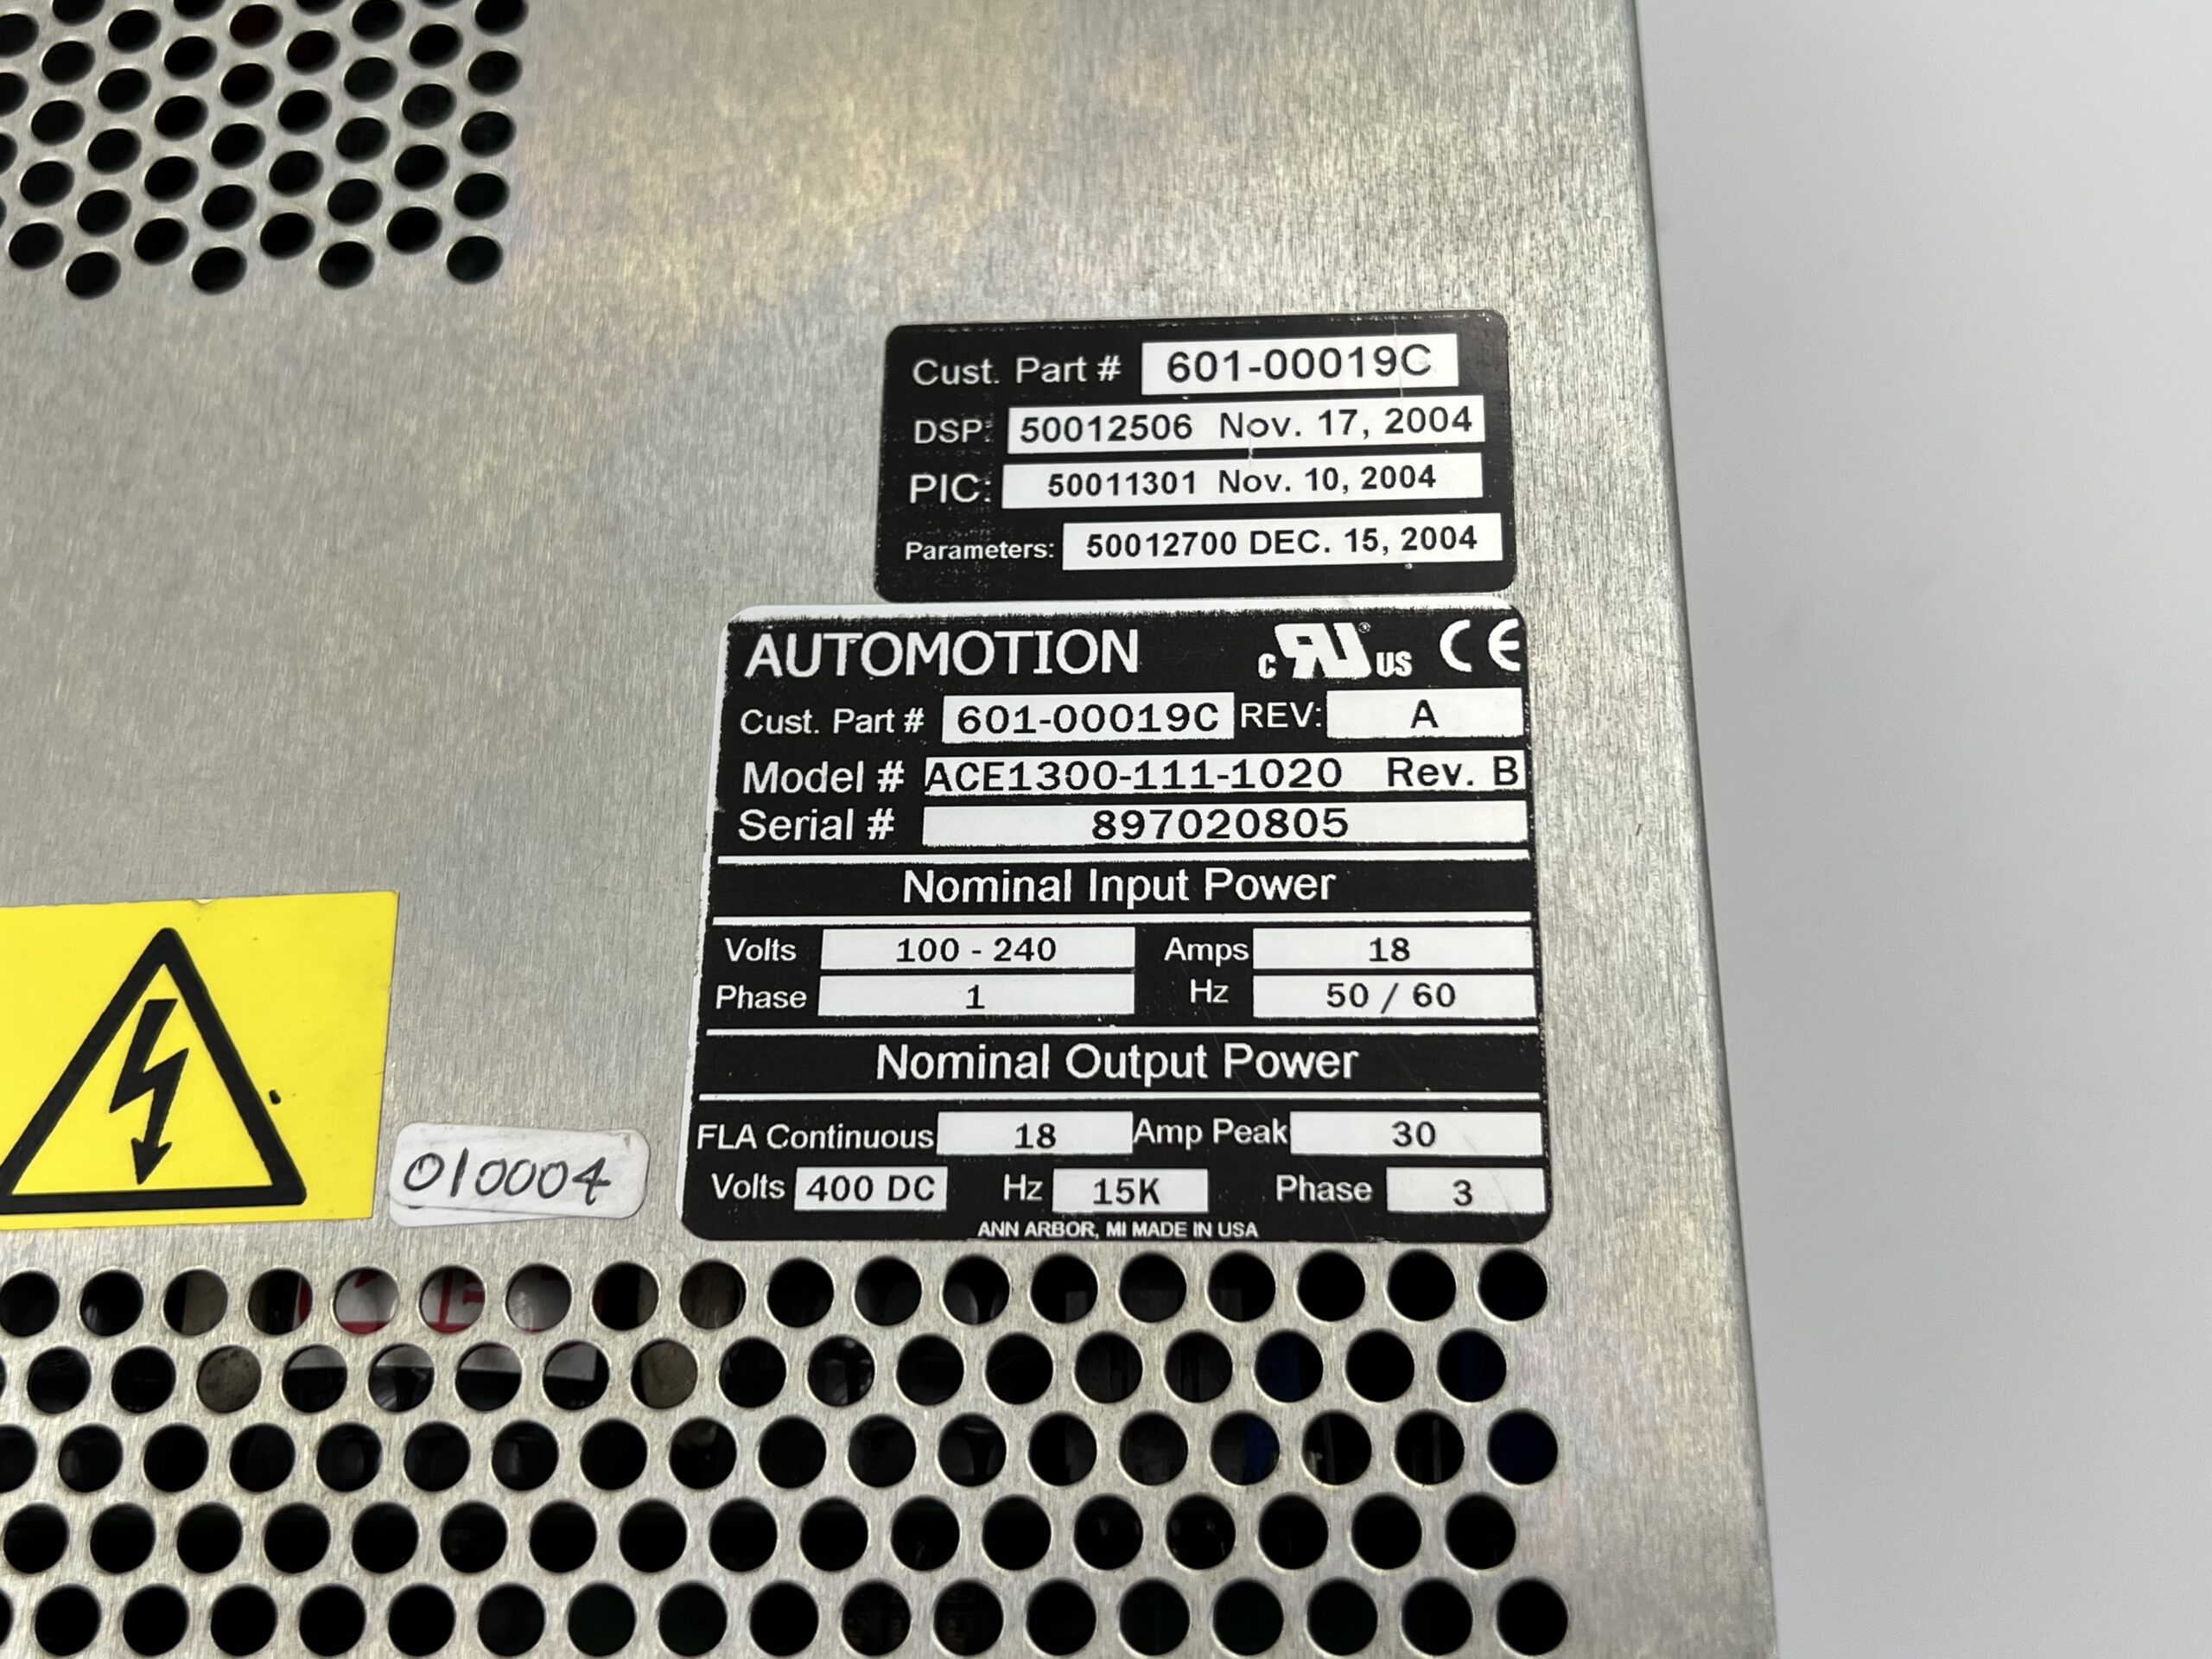 Cust. Part # 601-00019C
DSP: 50012506 Nov. 17, 2004
PIC: 50011301 Nov. 10, 2004
Parameters: 50012700 DEC. 15, 2004
AUTOMOTION c RU ® US CE
Cust. Part # 601-00019C REV: A
Model # ACE1300-111-1020 Rev. B
Serial # 897020805
Nominal Input Power
Volts 100 - 240 Amps 18
Phase 1 Hz 50 / 60
Nominal Output Power
FLA Continuous 18 Amp Peak 30
Volts 400 DC Hz 15K Phase 3
ANN ARBOR, MI MADE IN USA
010004